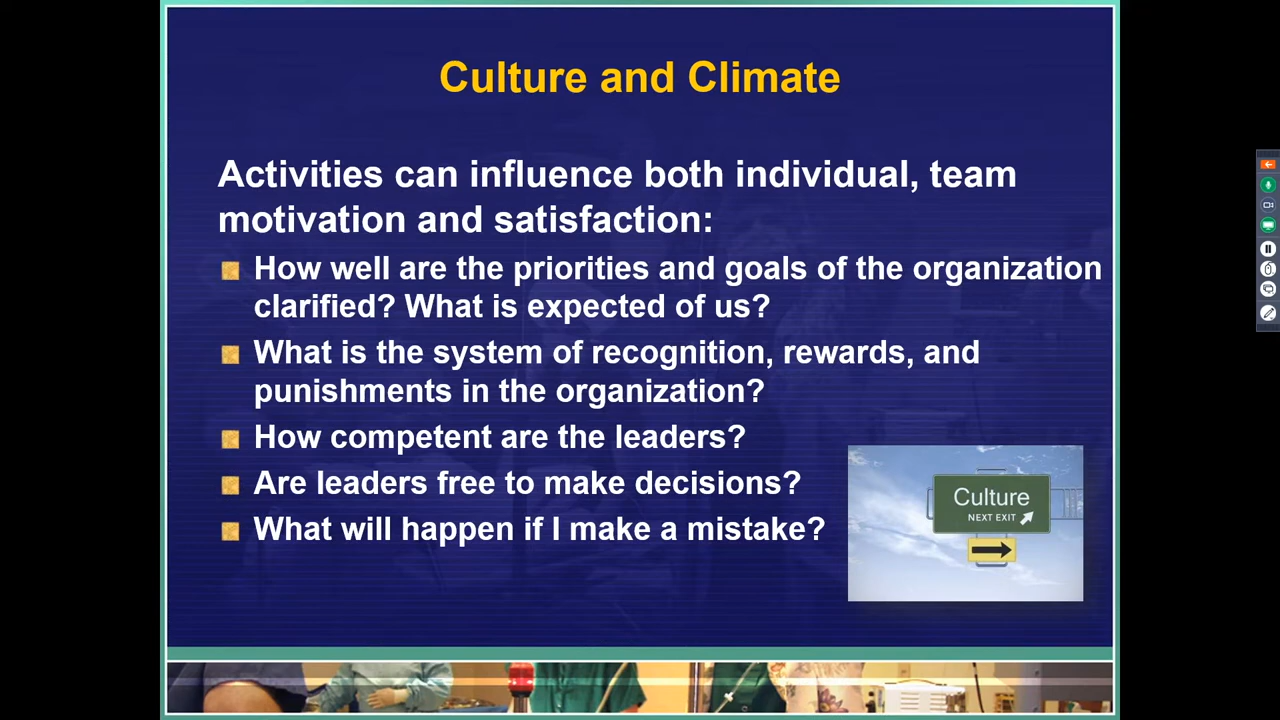 Culture and Climate
Activities can influence both individual, team
motivation and satisfaction:
How well are the priorities and goals of the organization
clarified? What is expected of us?
What is the system of recognition, rewards, and
punishments in the organization?
How competent are the leaders?
Are leaders free to make decisions?
What will happen if I make a mistake?
Culture
NEXT EXIT